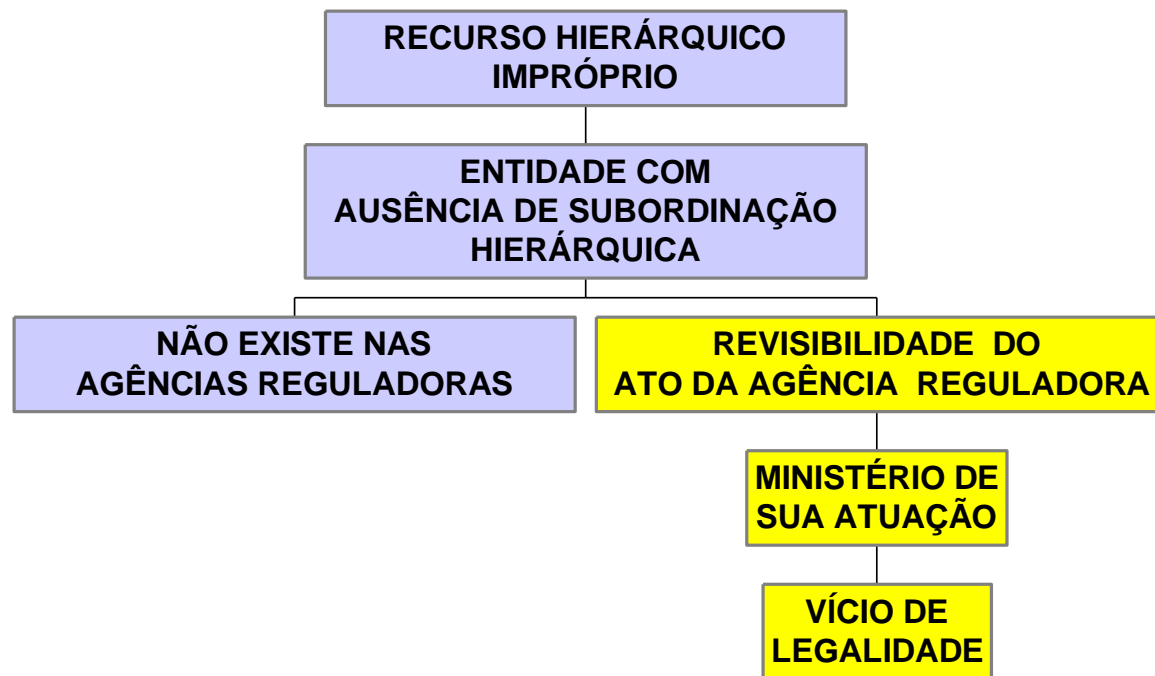 RECURSO HIERÁRQUICO
IMPRÓPRIO
ENTIDADE COM
AUSÊNCIA DE SUBORDINAÇÃO
HIERÁRQUICA
NÃO EXISTE NAS
AGÊNCIAS REGULADORAS
REVISIBILIDADE DO
ATO DA AGÊNCIA REGULADORA
MINISTÉRIO DE
SUA ATUAÇÃO
VÍCIO DE
LEGALIDADE